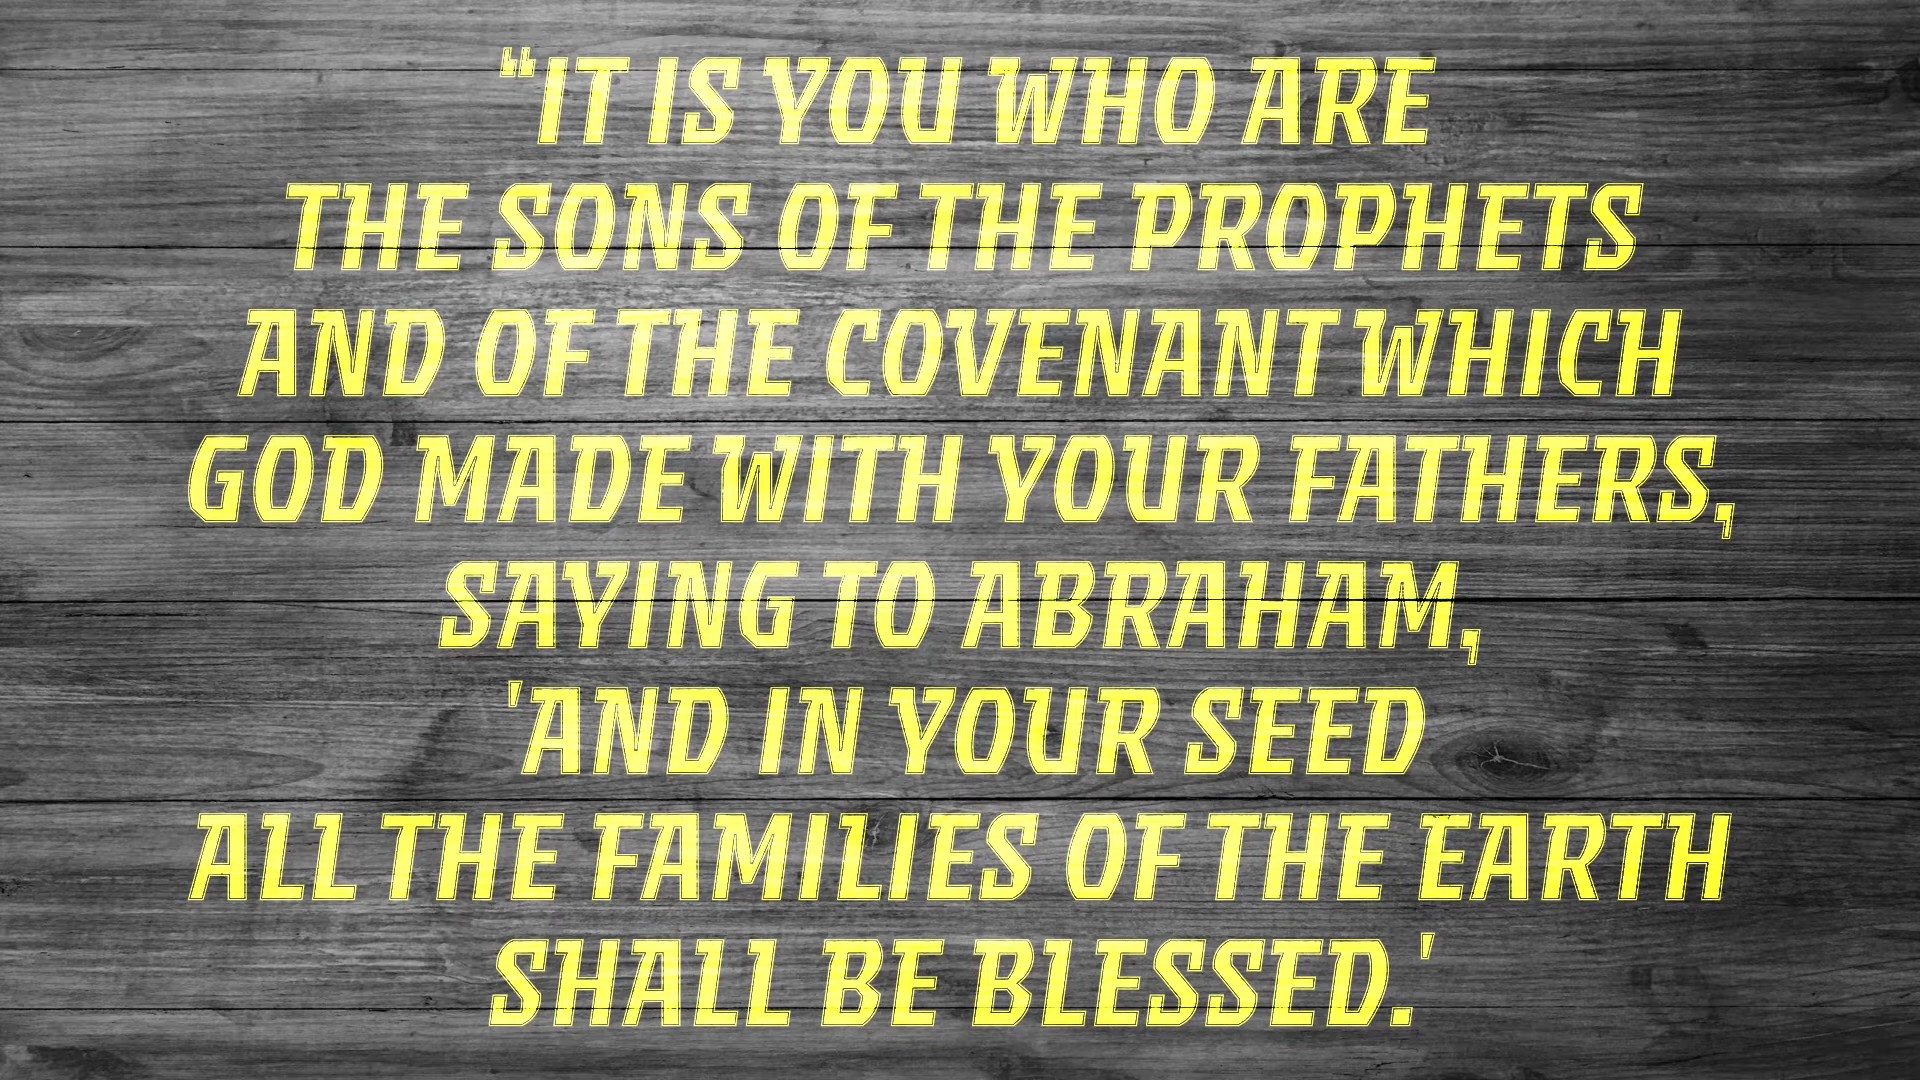 “IT IS YOU WHO ARE
THE SONS OF THE PROPHETS
AND OF THE COVENANT WHICH
GOD MADE WITH YOUR FATHERS,
SAYING TO ABRAHAM,
'AND IN YOUR SEED
ALL THE FAMILIES OF THE EARTH
SHALL BE BLESSED.'